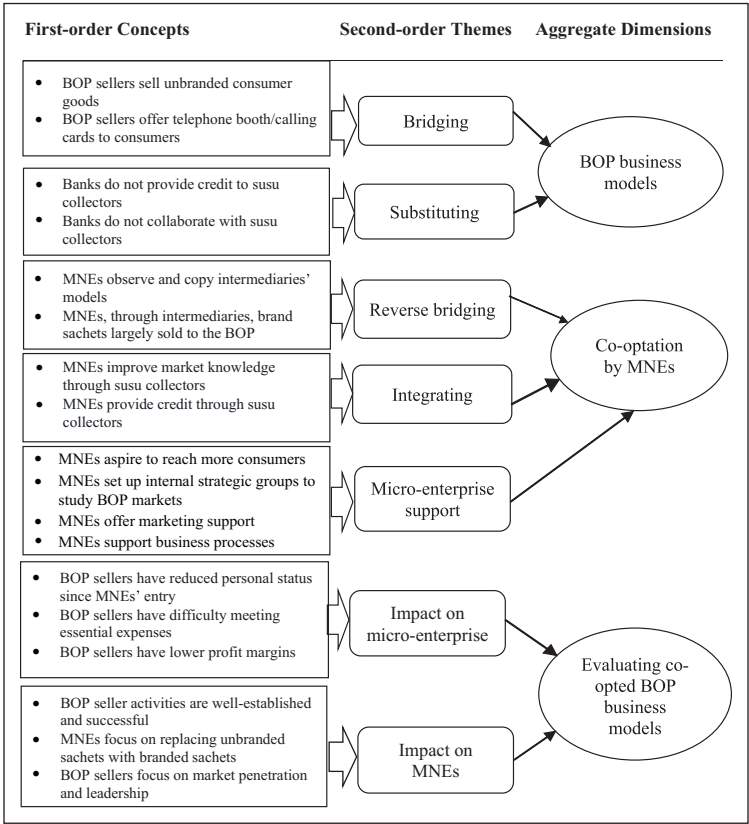 First-order Concepts
Second-order Themes
Aggregate Dimensions
• BOP sellers sell unbranded consumer
goods
• BOP sellers offer telephone booth/calling
cards to consumers
Bridging
• Banks do not provide credit to susu
collectors
• Banks do not collaborate with susu
collectors
Substituting
BOP business
models
• MNEs observe and copy intermediaries’
models
• MNEs, through intermediaries, brand
sachets largely sold to the BOP
Reverse bridging
• MNEs improve market knowledge
through susu collectors
• MNEs provide credit through susu
collectors
Integrating
• MNEs aspire to reach more consumers
• MNEs set up internal strategic groups to
study BOP markets
• MNEs offer marketing support
• MNEs support business processes
Micro-enterprise
support
Co-optation
by MNEs
• BOP sellers have reduced personal status
since MNEs’ entry
• BOP sellers have difficulty meeting
essential expenses
• BOP sellers have lower profit margins
Impact on
micro-enterprise
• BOP seller activities are well-established
and successful
• MNEs focus on replacing unbranded
sachets with branded sachets
• BOP sellers focus on market penetration
and leadership
Impact on
MNEs
Evaluating co-
opted BOP
business
models